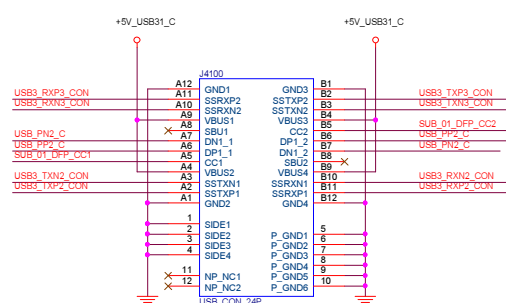 +5V_USB31_C +5V_USB31_C
J4100
A12 GND1 GND3 B1
USB3_RXP3_CON A11 SSRXP2 SSTXP2 B2 USB3_TXP3_CON
USB3_RXN3_CON A10 SSRXN2 SSTXN2 B3 USB3_TXN3_CON
A9 VBUS1 VBUS3 B4
A8 SBU1 CC2 B5 SUB_01_DFP_CC2
USB_PN2_C A7 DN1_1 DP1_2 B6 USB_PP2_C
USB_PP2_C A6 DP1_1 DN1_2 B7 USB_PN2_C
SUB_01_DFP_CC1 A5 CC1 SBU2 B8
A4 VBUS2 VBUS4 B9
USB3_TXN2_CON A3 SSTXN1 SSRXN1 B10 USB3_RXN2_CON
USB3_TXP2_CON A2 SSTXP1 SSRXP1 B11 USB3_RXP2_CON
A1 GND2 GND4 B12
1 SIDE1
2 SIDE2 P_GND1 5
3 SIDE3 P_GND2 6
4 SIDE4 P_GND3 7
P_GND4 8
11 NP_NC1 P_GND5 9
12 NP_NC2 P_GND6 10
USB_CON_24P